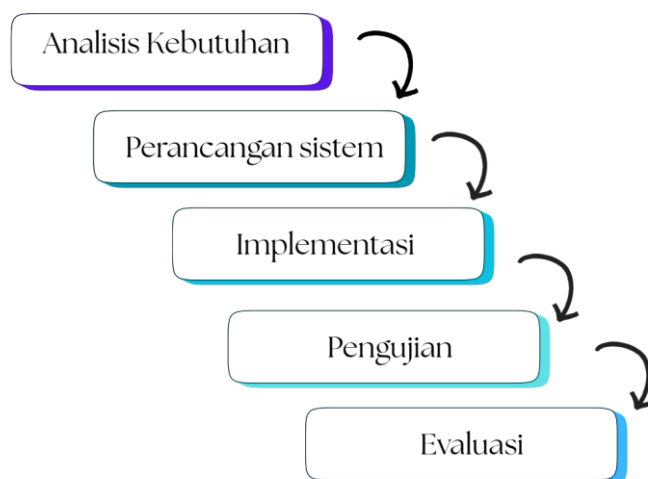 Analisis Kebutuhan
Perancangan sistem
Implementasi
Pengujian
Evaluasi